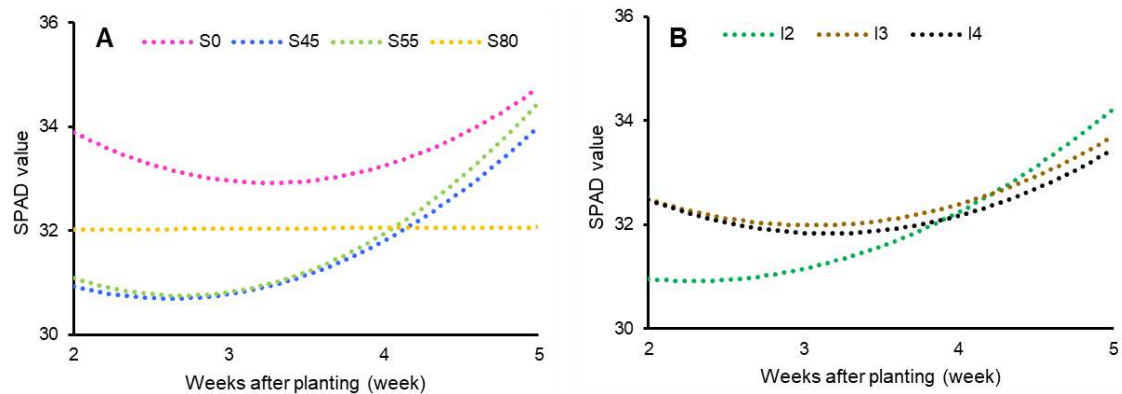 A
S0 S45 S55 S80
36
34
32
30
SPAD value
2 3 4 5
Weeks after planting (week)
B
I2 I3 I4
36
34
32
30
SPAD value
2 3 4 5
Weeks after planting (week)